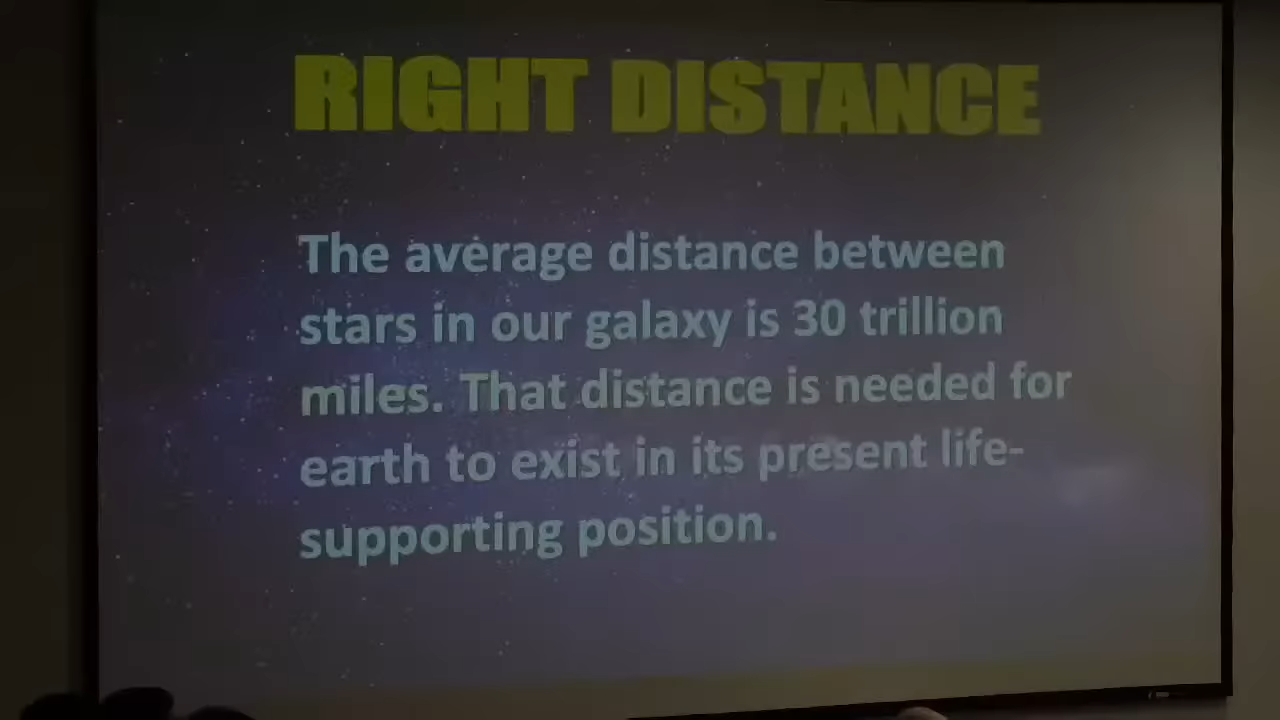 RIGHT DISTANCE
The average distance between
stars in our galaxy is 30 trillion
miles. That distance is needed for
earth to exist in its present life-
supporting position.